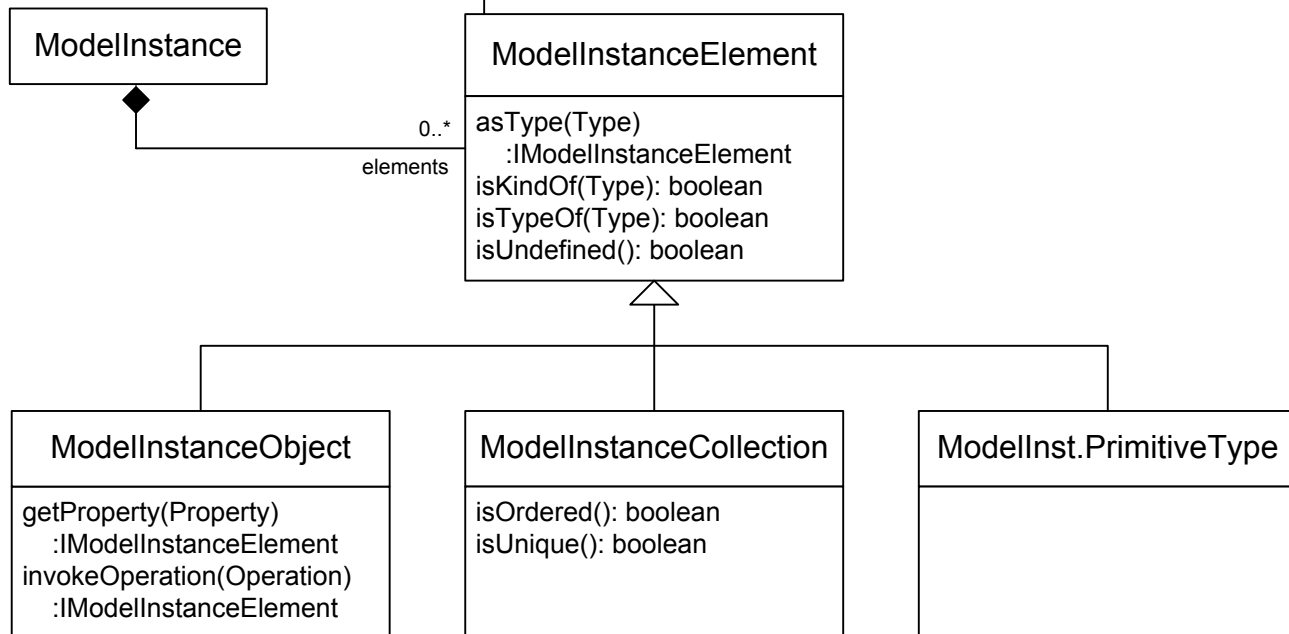 ModelInstance
ModelInstanceElement
0..*
elements
asType(Type)
:IModelInstanceElement
isKindOf(Type): boolean
isTypeOf(Type): boolean
isUndefined(): boolean
ModelInstanceObject
getProperty(Property)
:IModelInstanceElement
invokeOperation(Operation)
:IModelInstanceElement
ModelInstanceCollection
isOrdered(): boolean
isUnique(): boolean
ModelInst.PrimitiveType